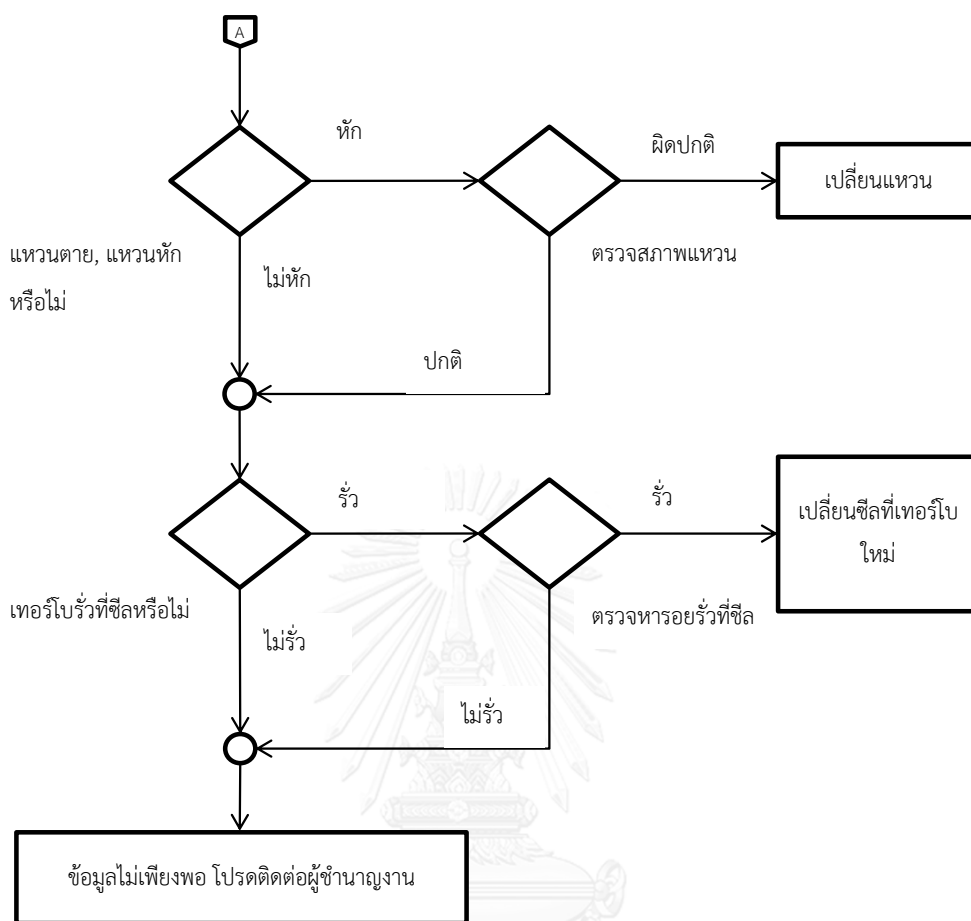 A
หัก
ผิดปกติ
เปลี่ยนแหวน
แหวนตาย, แหวนหัก
หรือไม่
ไม่หัก
ตรวจสภาพแหวน
ปกติ
รั่ว
รั่ว
เปลี่ยนซีลที่เทอร์โบ
ใหม่
เทอร์โบรั่วที่ซีลหรือไม่
ไม่รั่ว
ตรวจหารอยรั่วที่ซีล
ไม่รั่ว
ข้อมูลไม่เพียงพอ โปรดติดต่อผู้ชำนาญงาน